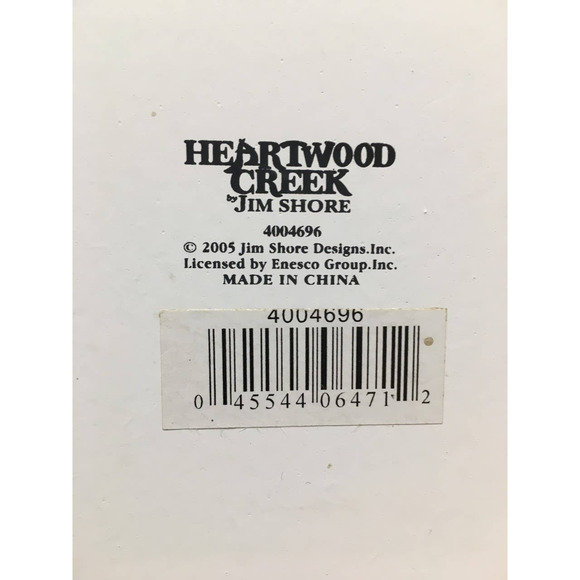 HEARTWOOD
CREEK
by JIM SHORE
4004696
© 2005 Jim Shore Designs.Inc.
Licensed by Enesco Group.Inc.
MADE IN CHINA
4004696
0 45544 06471 2